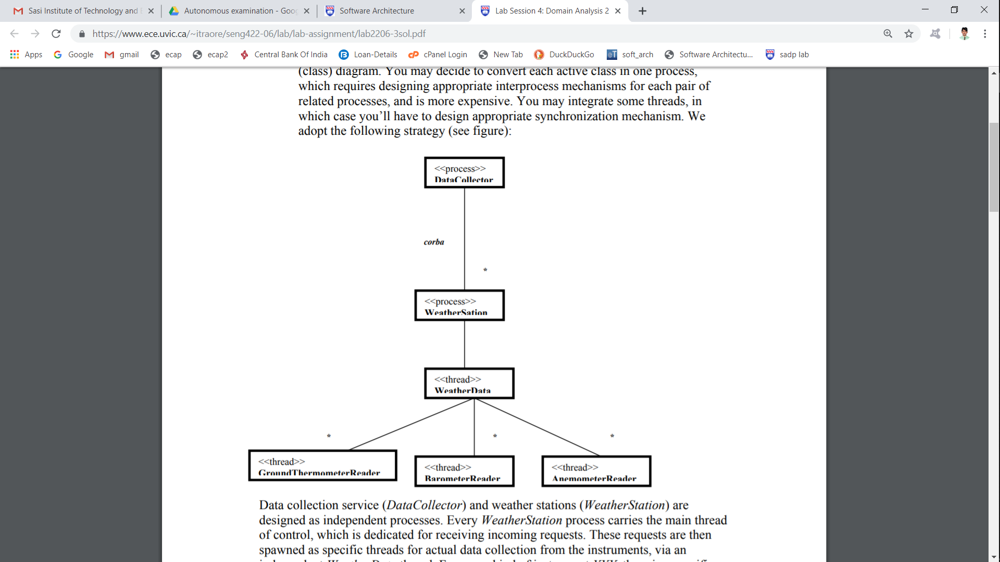 Sasi Institute of Technology and
Autonomous examination - Goo
Software Architecture
Lab Session 4: Domain Analysis 2
https://www.ece.uvic.ca/~itraore/seng422-06/lab/lab-assignment/lab2206-3sol.pdf
Apps
Google
gmail
ecap
ecap2
Central Bank Of India
Loan-Details
cPanel Login
New Tab
DuckDuckGo
soft_arch
Software Architectu...
sadp lab
(class) diagram. You may decide to convert each active class in one process,
which requires designing appropriate interprocess mechanisms for each pair of
related processes, and is more expensive. You may integrate some threads, in
which case you’ll have to design appropriate synchronization mechanism. We
adopt the following strategy (see figure):
<<process>>
DataCollector
corba
*
<<process>>
WeatherSation
<<thread>>
WeatherData
*
*
*
<<thread>>
GroundThermometerReader
<<thread>>
BarometerReader
<<thread>>
AnemometerReader
Data collection service (DataCollector) and weather stations (WeatherStation) are
designed as independent processes. Every WeatherStation process carries the main thread
of control, which is dedicated for receiving incoming requests. These requests are then
spawned as specific threads for actual data collection from the instruments, via an